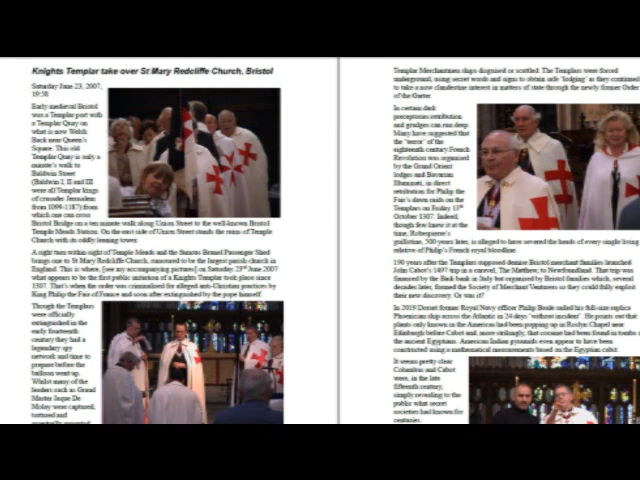 Knights Templar take over St Mary Redcliffe Church, Bristol
Saturday June 23, 2007,
19:58
Early medieval Bristol
was a Templar port with
a Templar Quay on
what is now Welsh
Back near Queen's
Square. This old
Templar Quay is only a
minute's walk to
Baldwin Street
(Baldwin I, II and III
were all Templar kings
of crusader Jerusalem
from 1099-1187) from
which one can cross
Bristol Bridge on a ten minute walk along Union Street to the well-known Bristol
Temple Meads Station. On the east side of Union Street stands the ruins of Temple
Church with its oddly leaning tower.
A right turn within sight of Temple Meads and the famous Brunel Passenger Shed
brings one to St Mary Redcliffe Church, rumoured to be the largest parish church in
England. This is where, [see my accompanying pictures] on Saturday 23rd June 2007
what appears to be the first public initiation of a Knights Templar took place since
1307. That's when the order was criminalised for alleged anti-Christian practices by
King Philip the Fair of France and soon after extinguished by the pope himself.
Though the Templars
were officially
extinguished in the
early fourteenth
century they had a
legendary spy
network and time to
prepare before the
balloon went up.
Whilst many of the
leaders such as Grand
Master Jaque De
Molay were captured,
tortured and
Templar Merchantmen ships disguised or scuttled. The Templars were forced
underground, using secret words and signs to obtain safe 'lodging' as they continued
to take a now clandestine interest in matters of state through the newly former Order
of the Garter.
In certain dark
preceptories retribution
and grudges can run deep.
Many have suggested that
the 'terror' of the
eighteenth century French
Revolution was organised
by the Grand Orient
lodges and Bavarian
Illuminati, in direct
retribution for Philip the
Fair's dawn raids on the
Templars on Friday 13th
October 1307. Indeed,
though few knew it at the
time, Robespierre's
guillotine, 500 years later, is alleged to have severed the heads of every single living
relative of Philip's French royal bloodline.
190 years after the Templars supposed demise Bristol merchant families launched
John Cabot's 1497 trip in a caravel, The Matthew, to Newfoundland. That trip was
financed by the Bardi bank in Italy but organised by Bristol families which, several
decades later, formed the Society of Merchant Venturers so they could fully exploit
their new discovery. Or was it?
In 2019 Dorset former Royal Navy officer Philip Beale sailed his full-size replica
Phoenician ship across the Atlantic in 24 days 'without incident'. He points out that
plants only known in the Americas had been popping up in Roslyn Chapel near
Edinburgh before Cabot and, more strikingly, that cocaine had been found in tombs of
the ancient Egyptians. American Indian pyramids even appear to have been
constructed using a mathematical measurements based on the Egyptian cubit.
It seems pretty clear
Columbus and Cabot
were, in the late
fifteenth century,
simply revealing to the
public what secret
societies had known for
centuries.